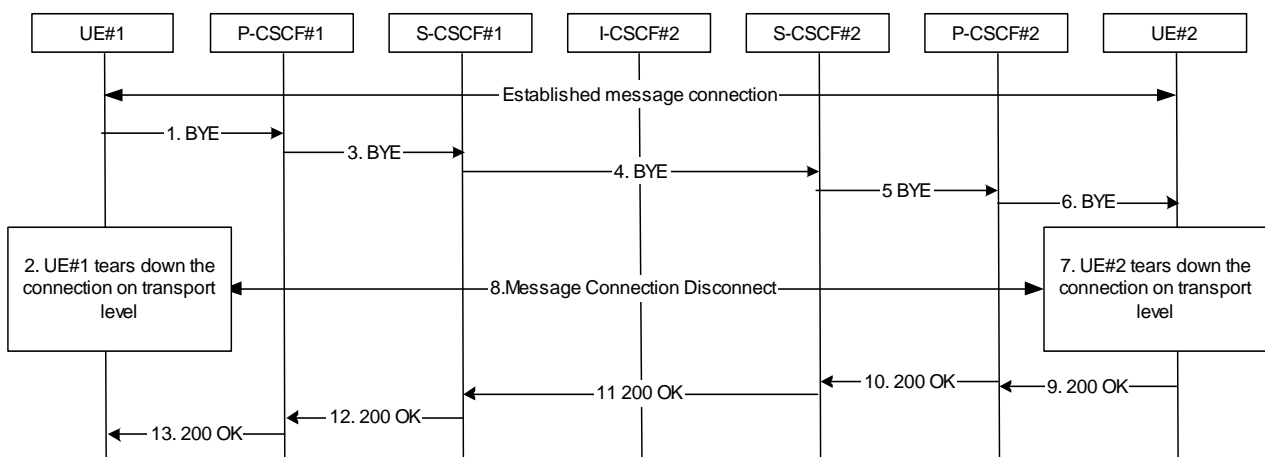 UE#1
P-CSCF#1
S-CSCF#1
I-CSCF#2
S-CSCF#2
P-CSCF#2
UE#2
Established message connection
1. BYE
3. BYE
4. BYE
5 BYE
6. BYE
2. UE#1 tears down the
connection on transport
level
8.Message Connection Disconnect
7. UE#2 tears down the
connection on transport
level
9. 200 OK
10. 200 OK
11 200 OK
12. 200 OK
13. 200 OK